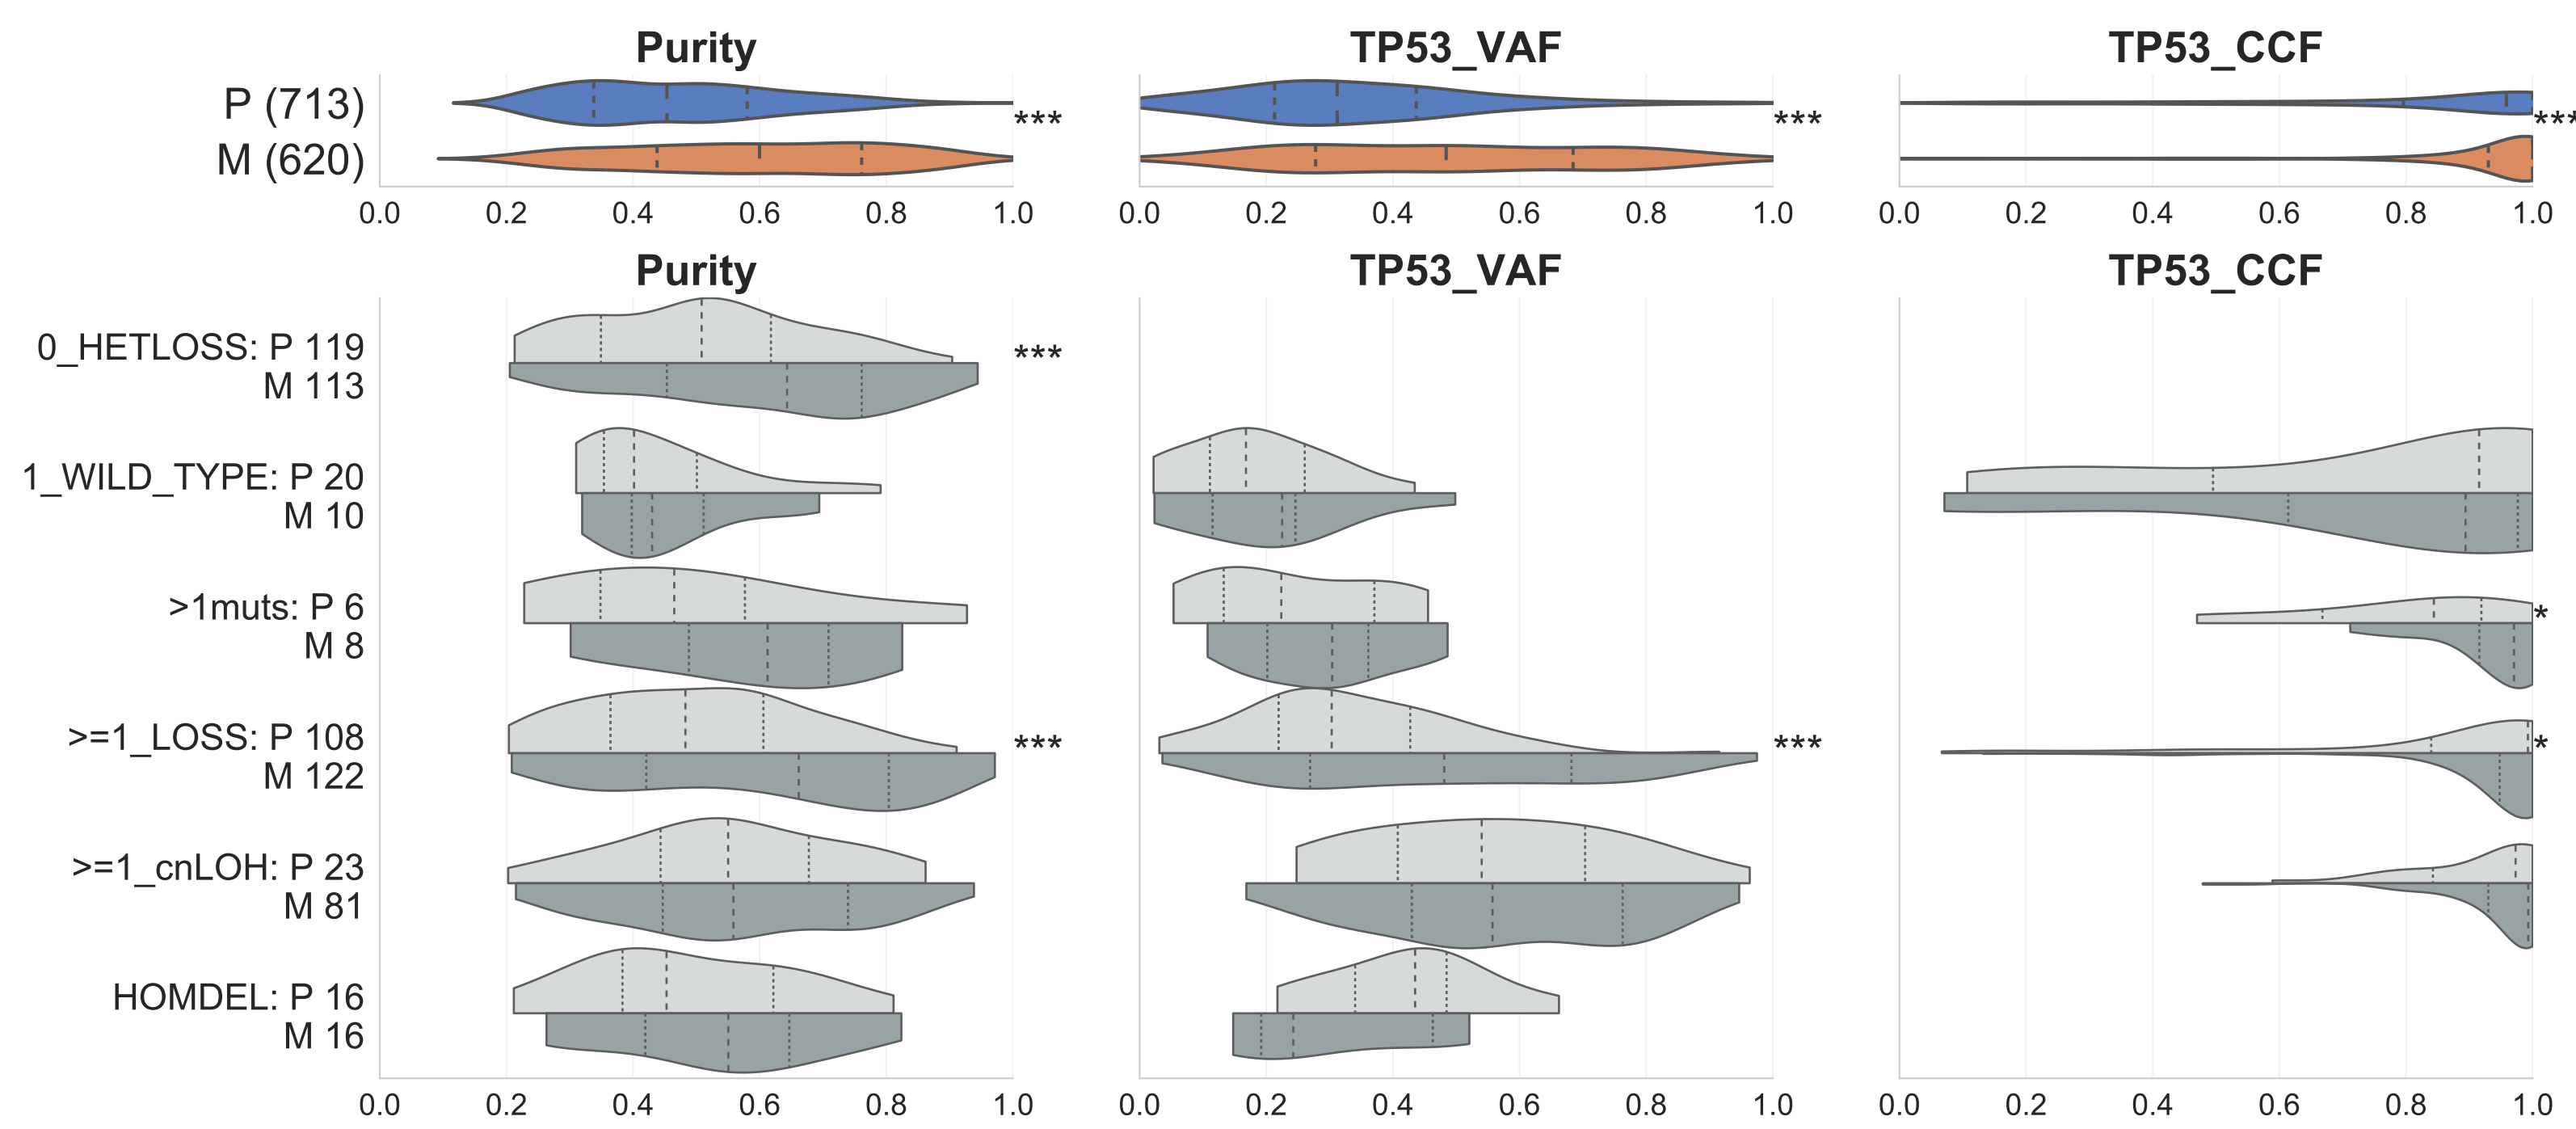 Purity TP53_VAF TP53_CCF
P (713)
*** *** ***
M (620)
0.0 0.2 0.4 0.6 0.8 1.0 0.0 0.2 0.4 0.6 0.8 1.0 0.0 0.2 0.4 0.6 0.8 1.0
Purity TP53_VAF TP53_CCF
0_HETLOSS: P 119
***
M 113
1_WILD_TYPE: P 20
M 10
>1muts: P 6
*
M 8
>=1_LOSS: P 108
*** *** *
M 122
>=1_cnLOH: P 23
M 81
HOMDEL: P 16
M 16
0.0 0.2 0.4 0.6 0.8 1.0 0.0 0.2 0.4 0.6 0.8 1.0 0.0 0.2 0.4 0.6 0.8 1.0